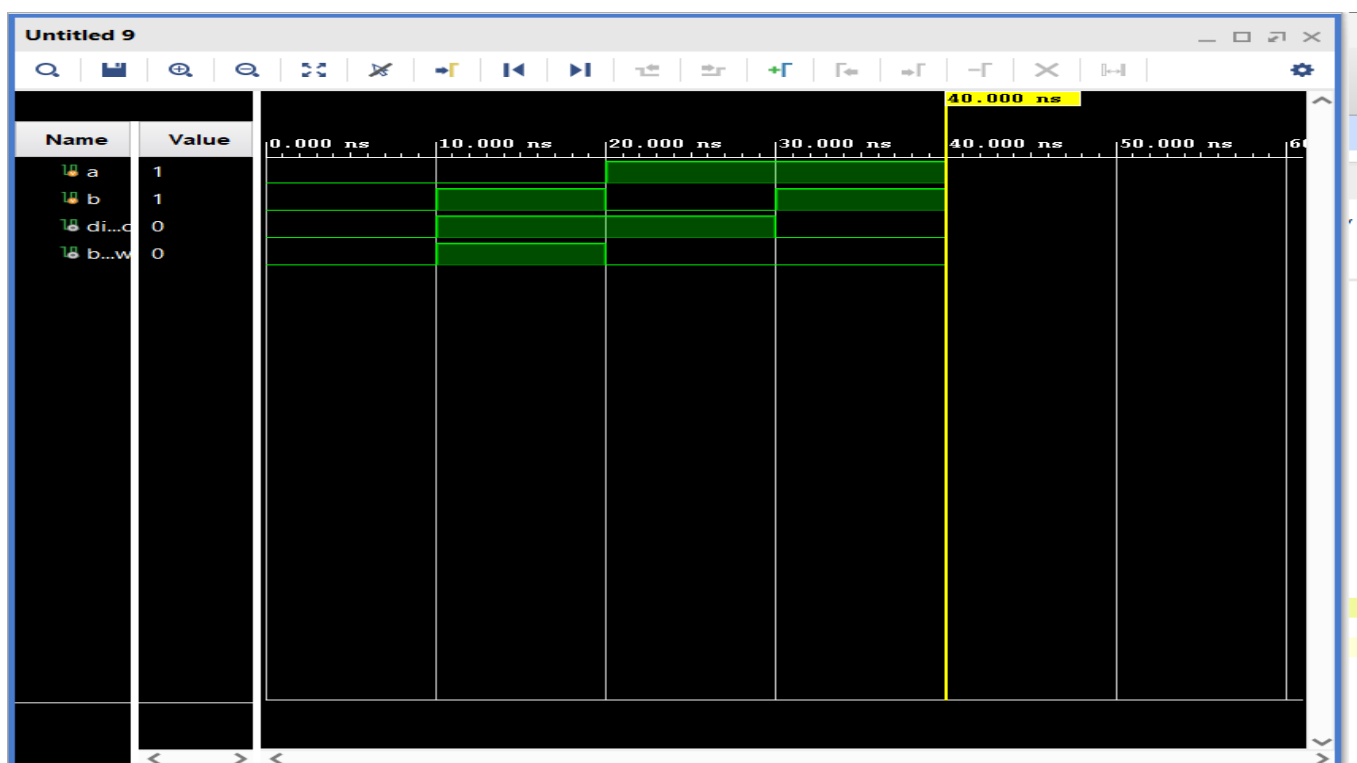 Untitled 9
40.000 ns
Name Value
0.000 ns 10.000 ns 20.000 ns 30.000 ns 40.000 ns 50.000 ns 60
a 1
b 1
di...c 0
b...w 0